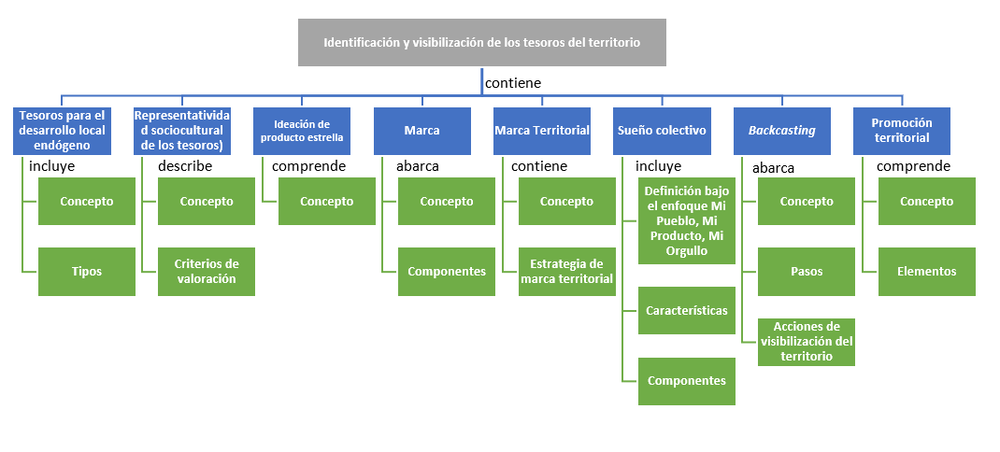 Identificación y visibilización de los tesoros del territorio
contiene
Tesoros para el
desarrollo local
endógeno
Representativida
d sociocultural
de los tesoros)
Ideación de
producto estrella
Marca
Marca Territorial
Sueño colectivo
Backcasting
Promoción
territorial
incluye
describe
comprende
abarca
contiene
incluye
abarca
comprende
Concepto
Concepto
Concepto
Concepto
Concepto
Definición bajo
el enfoque Mi
Pueblo, Mi
Producto, Mi
Orgullo
Concepto
Concepto
Tipos
Criterios de
valoración
Componentes
Estrategia de
marca territorial
Características
Pasos
Elementos
Componentes
Acciones de
visibilización del
territorio